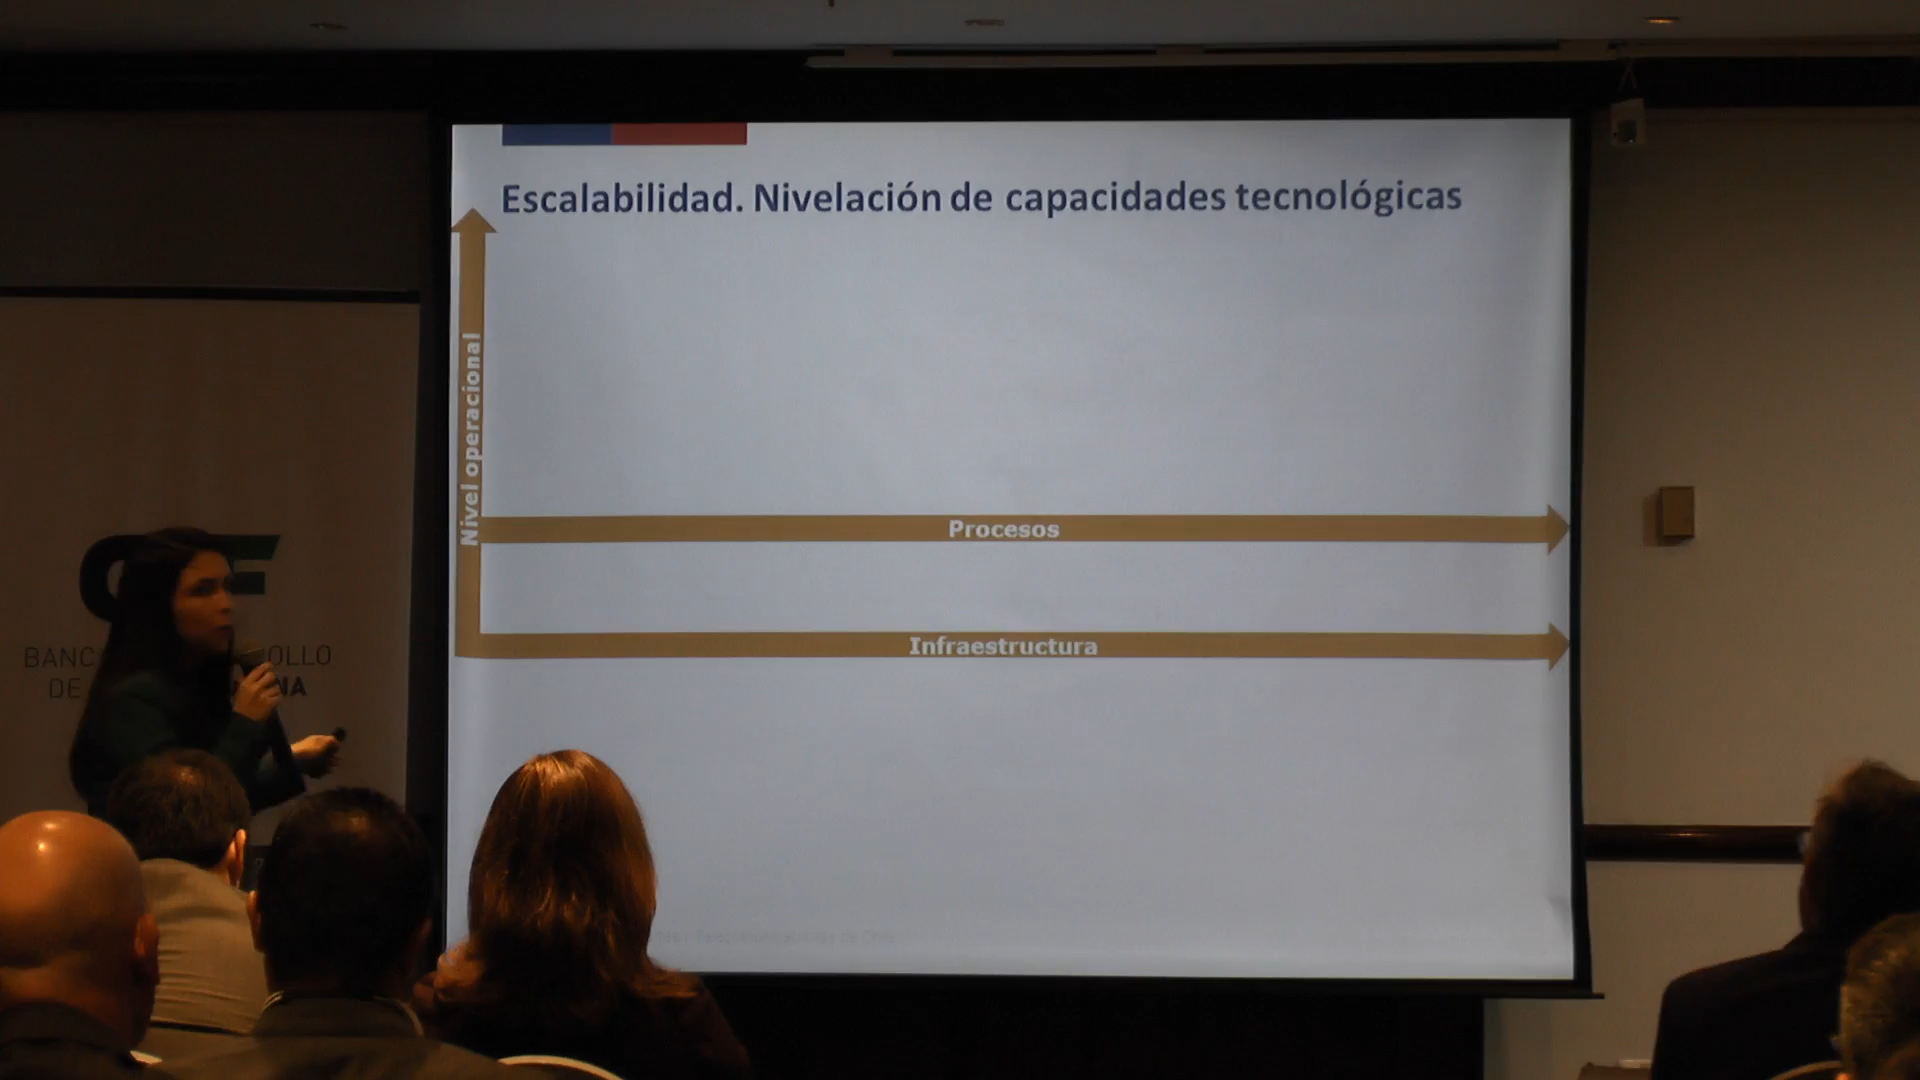 Escalabilidad. Nivelación de capacidades tecnológicas
Nivel operacional
Procesos
Infraestructura
BANC OLLO
DE NA